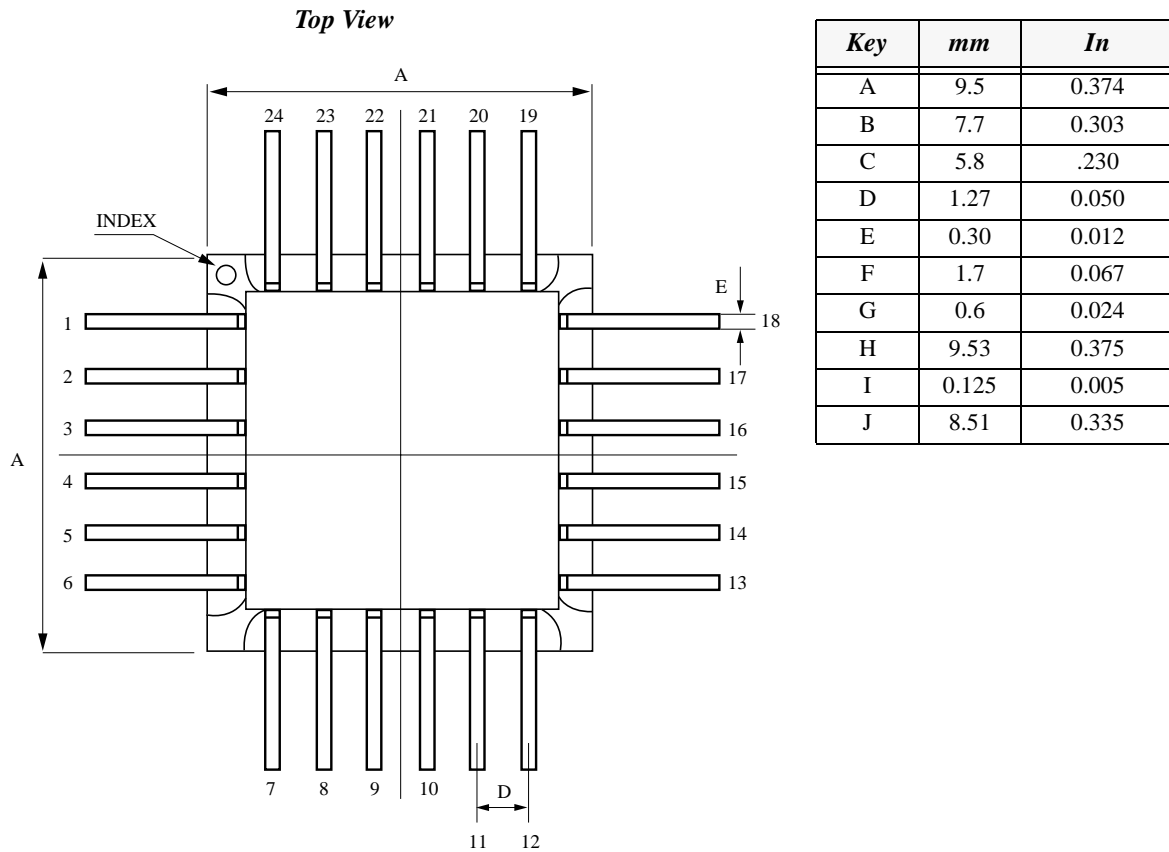 Top View
A
24 23 22 21 20 19
INDEX
E
1
18
2
17
3
16
A
4
15
5
14
6
13
7 8 9 10
D
11 12
Key mm In
A 9.5 0.374
B 7.7 0.303
C 5.8 .230
D 1.27 0.050
E 0.30 0.012
F 1.7 0.067
G 0.6 0.024
H 9.53 0.375
I 0.125 0.005
J 8.51 0.335